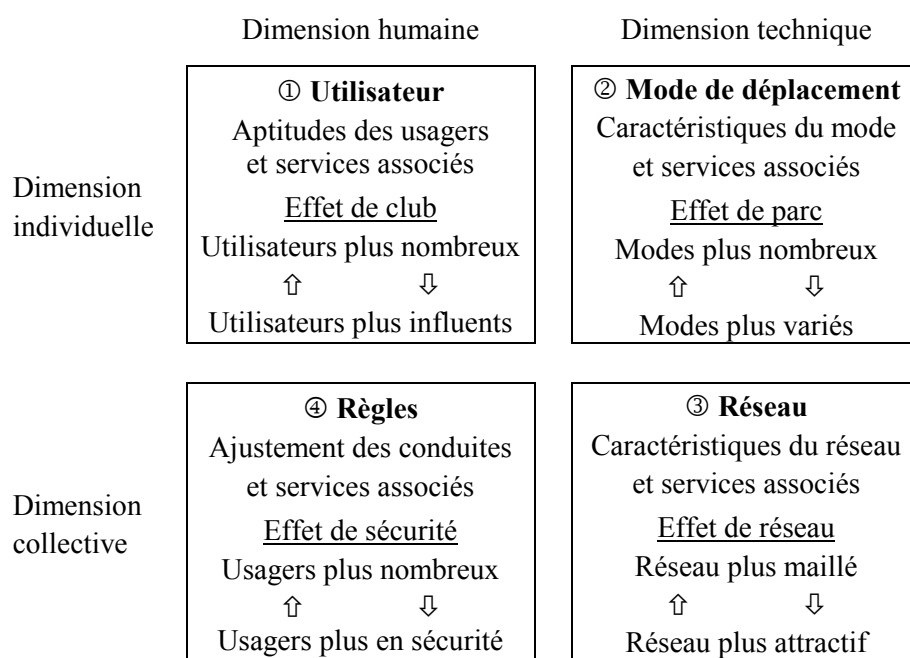 Dimension humaine
Dimension technique
Dimension
individuelle
① Utilisateur
Aptitudes des usagers
et services associés
Effet de club
Utilisateurs plus nombreux
⇧ ⇩
Utilisateurs plus influents
② Mode de déplacement
Caractéristiques du mode
et services associés
Effet de parc
Modes plus nombreux
⇧ ⇩
Modes plus variés
Dimension
collective
④ Règles
Ajustement des conduites
et services associés
Effet de sécurité
Usagers plus nombreux
⇧ ⇩
Usagers plus en sécurité
③ Réseau
Caractéristiques du réseau
et services associés
Effet de réseau
Réseau plus maillé
⇧ ⇩
Réseau plus attractif